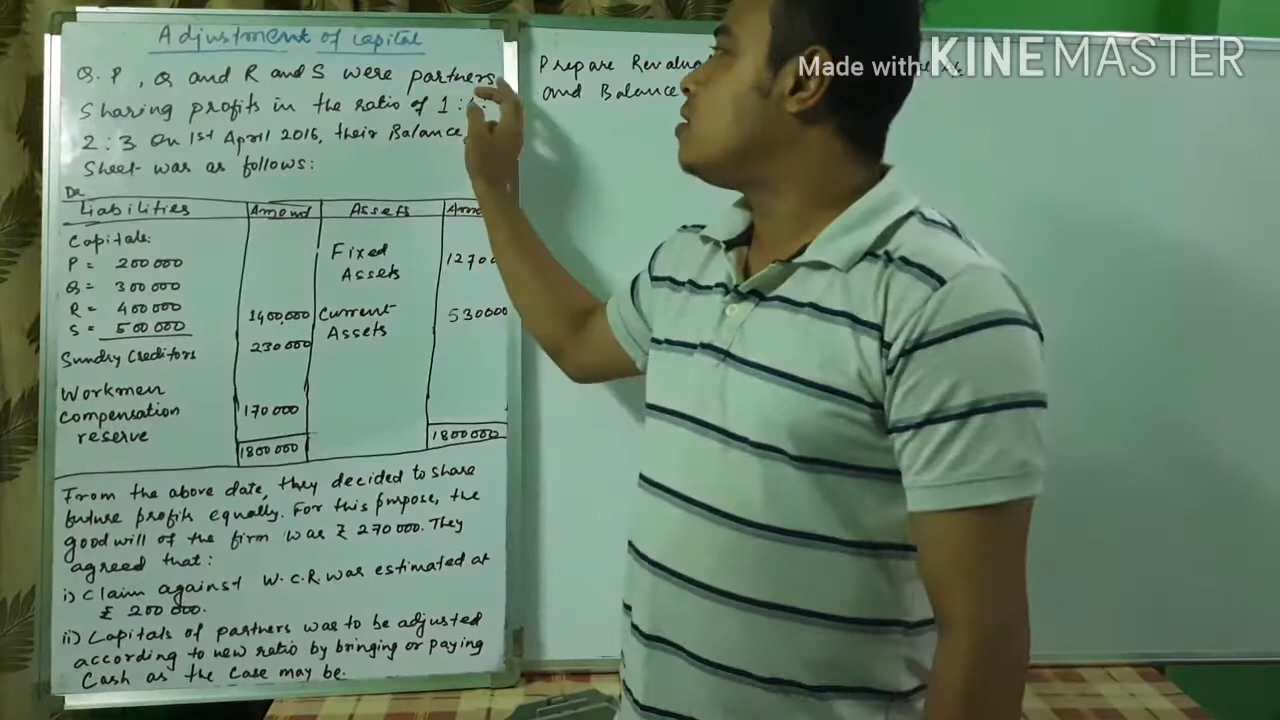 Adjustment of capital
Q. P, Q and R and S were partners
Sharing profits in the ratio of 1:
2:3 On 1st April 2016, their Balance
Sheet was as follows:
Liabilities Amount Assets
Capitals:
P = 200000
Q = 300000
R = 400000
S = 500000 1400,000
Sundry Creditors 230000
Workmen
Compensation
reserve 170000
1800000
Fixed
Assets
Current
Assets 530000
1800000
From the above date, they decided to share
future profits equally. For this purpose, the
goodwill of the firm was ₹ 270000. They
agreed that:
i) Claim against W.C.R. was estimated at
₹ 200000.
ii) Capitals of partners was to be adjusted
according to new ratio by bringing or paying
Cash as the case may be.
Prepare
and Balance
Made with KINEMASTER